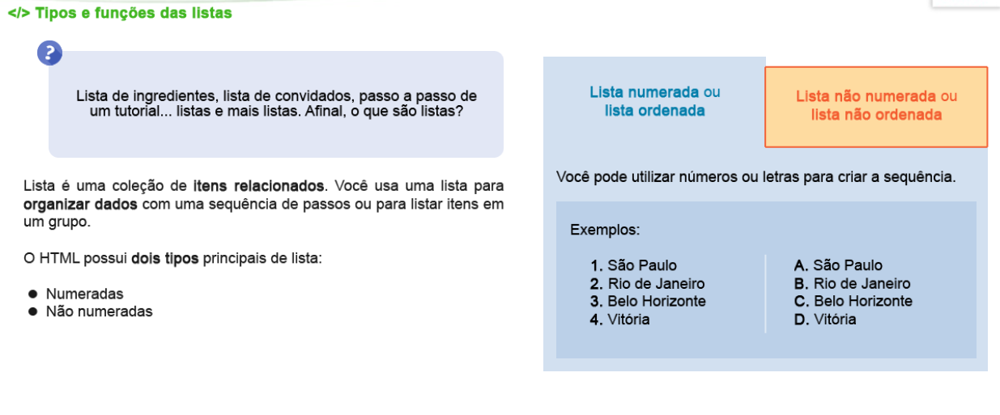 </> Tipos e funções das listas
?
Lista de ingredientes, lista de convidados, passo a passo de
um tutorial... listas e mais listas. Afinal, o que são listas?
Lista é uma coleção de itens relacionados. Você usa uma lista para
organizar dados com uma sequência de passos ou para listar itens em
um grupo.
O HTML possui dois tipos principais de lista:
● Numeradas
● Não numeradas
Lista numerada ou
lista ordenada
Lista não numerada ou
lista não ordenada
Você pode utilizar números ou letras para criar a sequência.
Exemplos:
1. São Paulo
2. Rio de Janeiro
3. Belo Horizonte
4. Vitória
A. São Paulo
B. Rio de Janeiro
C. Belo Horizonte
D. Vitória